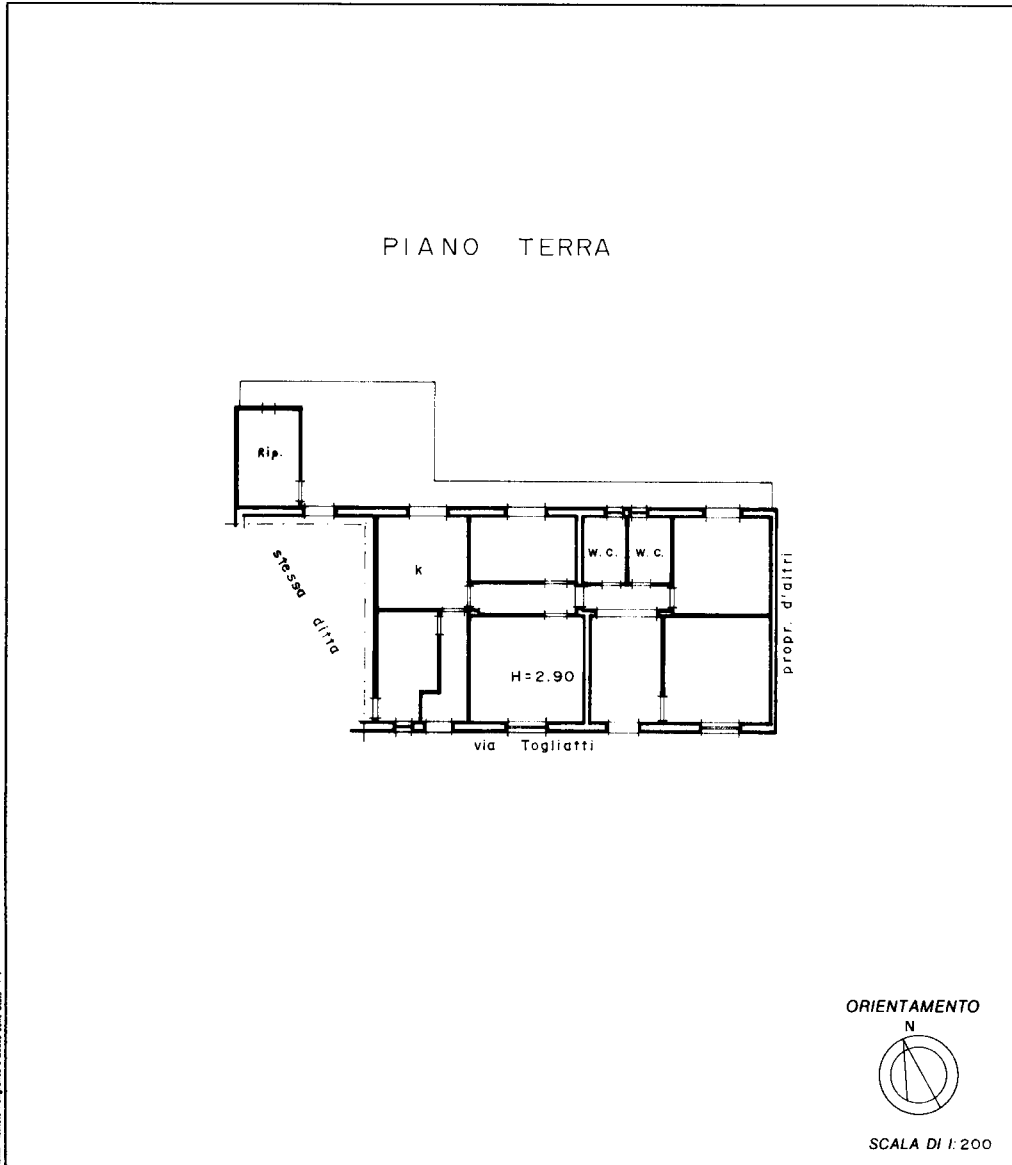 PIANO TERRA
Rip.
W. C.
W. C.
k
stessa ditta
propr. d'altri
H = 2.90
via Togliatti
ORIENTAMENTO
N
SCALA DI 1: 200